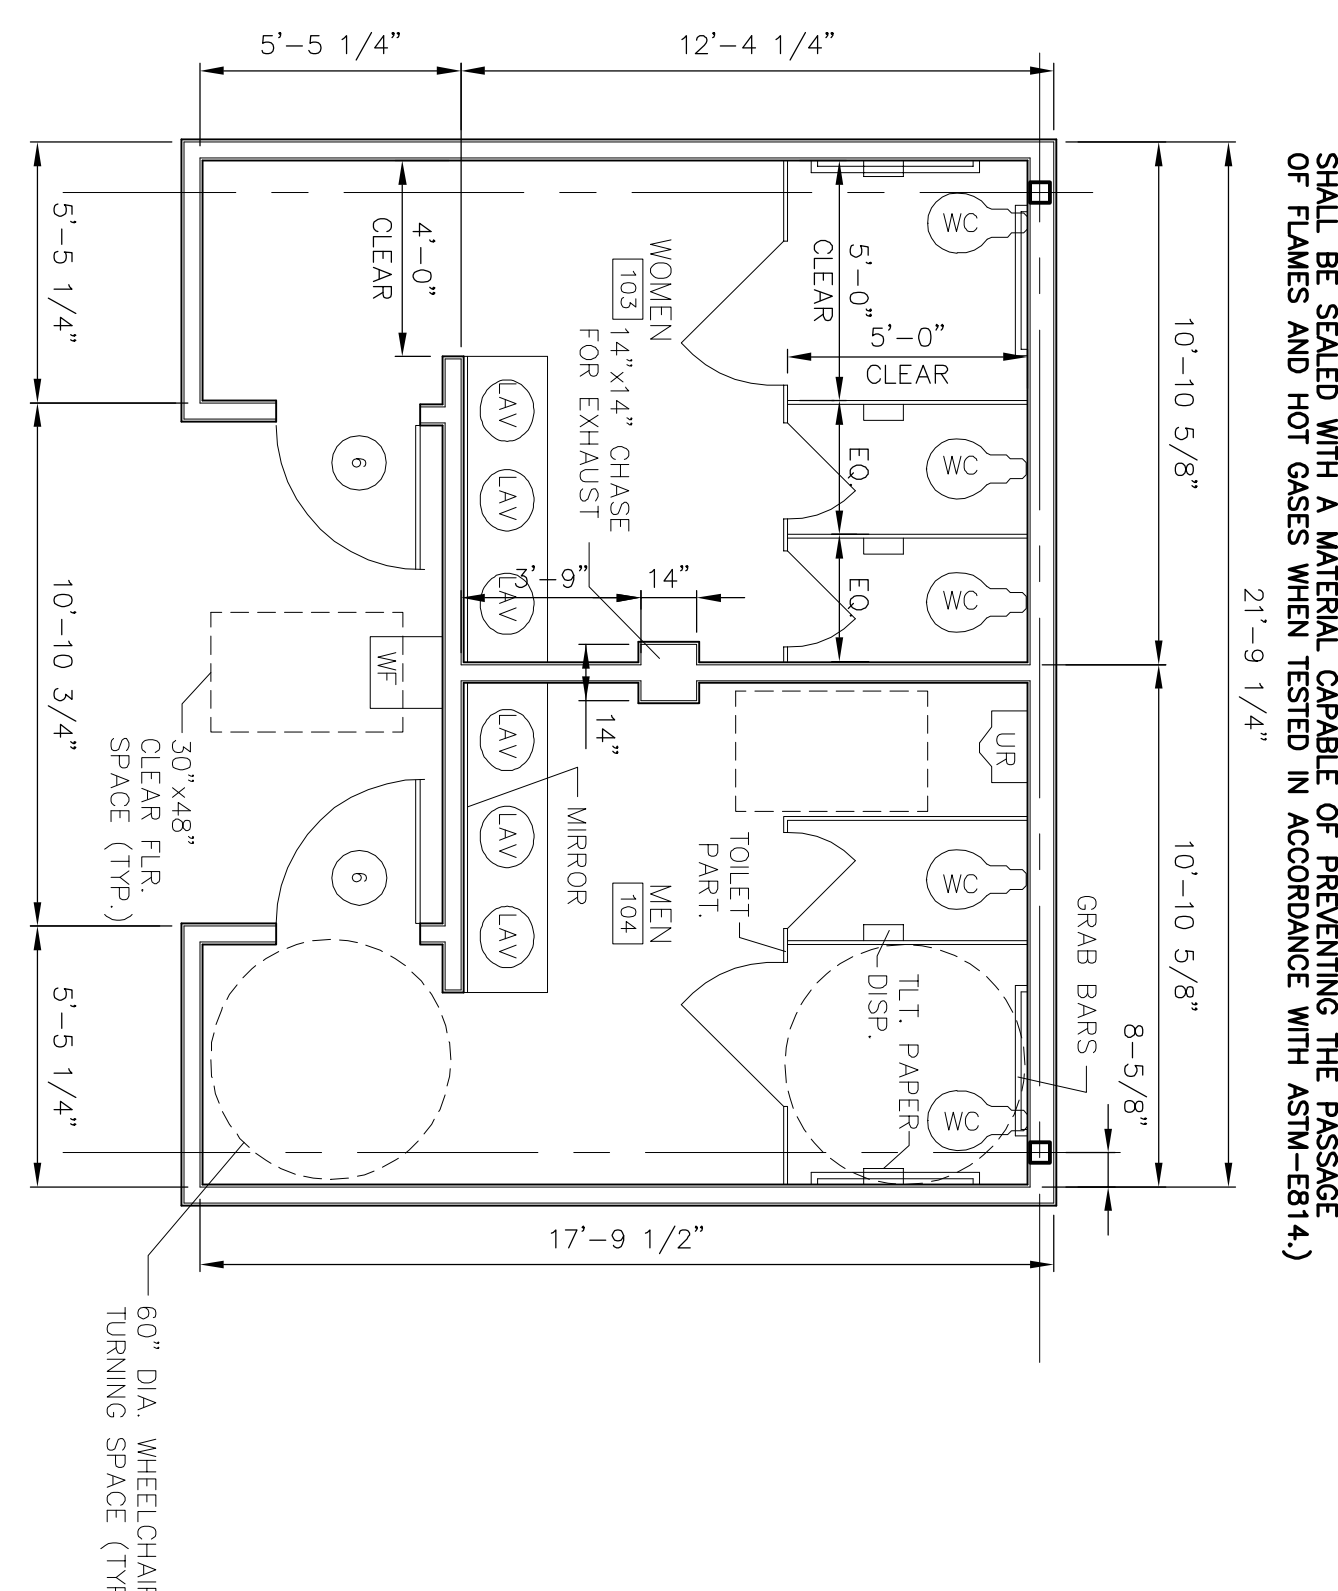 SHALL BE SEALED WITH A MATERIAL CAPABLE OF PREVENTING THE PASSAGE
OF FLAMES AND HOT GASES WHEN TESTED IN ACCORDANCE WITH ASTM-E814.)
21'-9 1/4"
10'-10 5/8"
10'-10 5/8"
8-5/8"
GRAB BARS
12'-4 1/4"
5'-5 1/4"
17'-9 1/2"
WC
WC
WC
UR
WC
WC
5'-0"
CLEAR
5'-0"
CLEAR
EQ.
EQ.
TLT. PAPER
DISP.
TOILET
PART.
WOMEN
103
14"x14" CHASE
FOR EXHAUST
14"
3'-9"
14"
MEN
104
MIRROR
LAV
LAV
LAV
LAV
LAV
LAV
4'-0"
CLEAR
6
WF
6
30"x48"
CLEAR FLR.
SPACE (TYP.)
60" DIA. WHEELCHAIR
TURNING SPACE (TYP
5'-5 1/4"
10'-10 3/4"
5'-5 1/4"